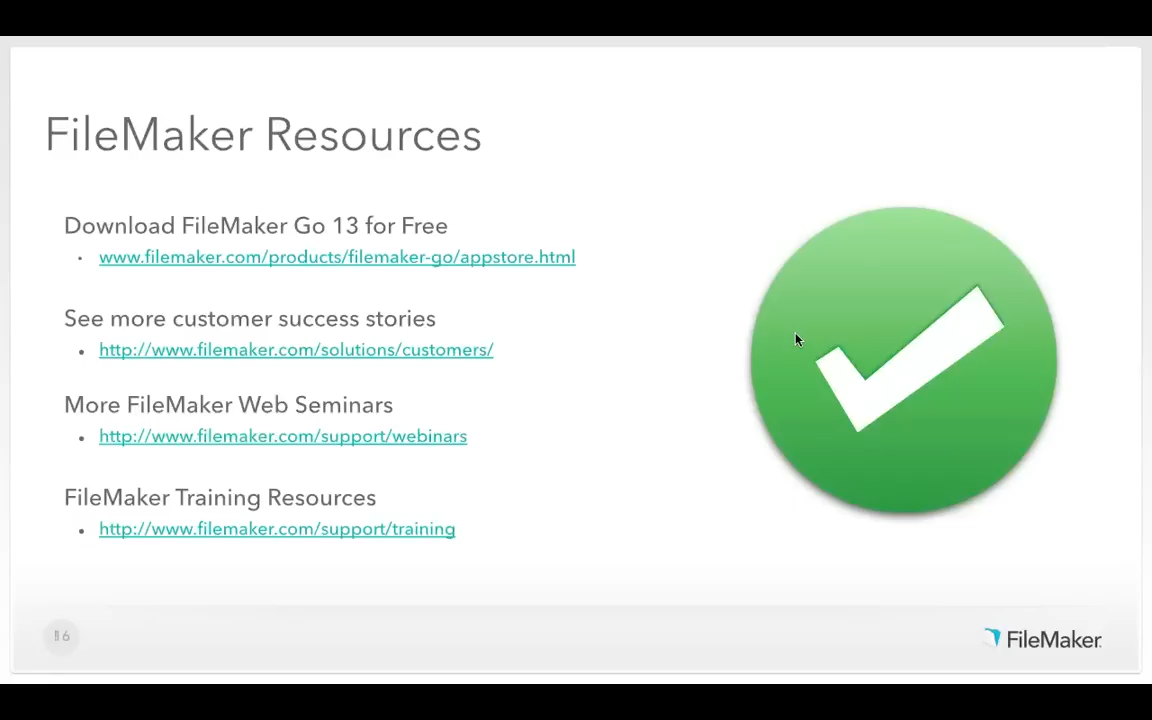 FileMaker Resources
Download FileMaker Go 13 for Free
• www.filemaker.com/products/filemaker-go/appstore.html
See more customer success stories
• http://www.filemaker.com/solutions/customers/
More FileMaker Web Seminars
• http://www.filemaker.com/support/webinars
FileMaker Training Resources
• http://www.filemaker.com/support/training
FileMaker